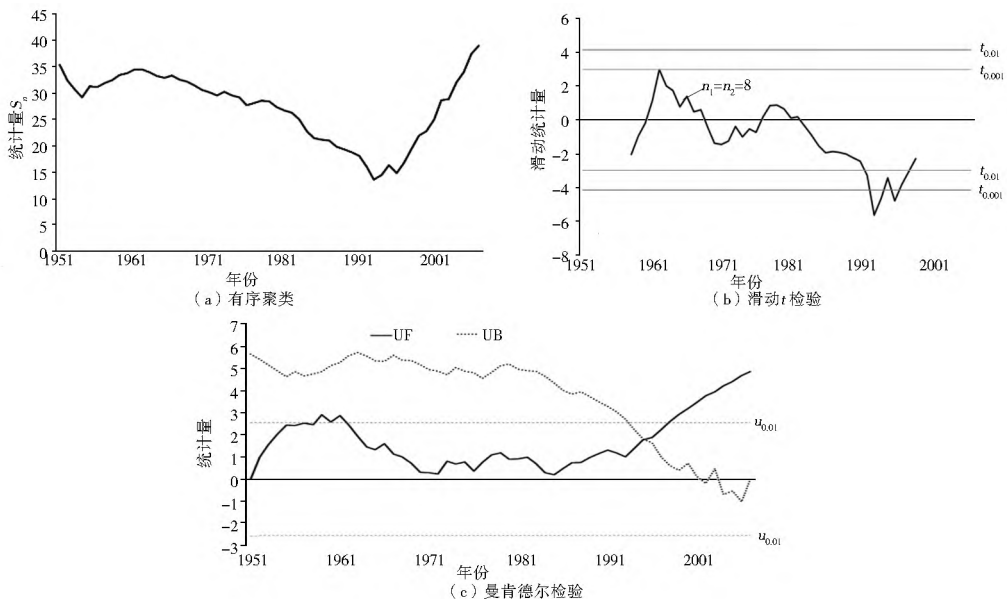 45
40
35
30
25
20
15
10
5
0
统计量Sn
1951 1961 1971 1981 1991 2001
年份
(a)有序聚类
6
4
2
0
-2
-4
-6
-8
滑动统计量
n1=n2=8
t0.01
t0.001
t0.01
t0.001
1951 1961 1971 1981 1991 2001
年份
(b)滑动t检验
7
6
5
4
3
2
1
0
-1
-2
-3
统计量
UF UB
u0.01
u0.01
1951 1961 1971 1981 1991 2001
年份
(c)曼肯德尔检验